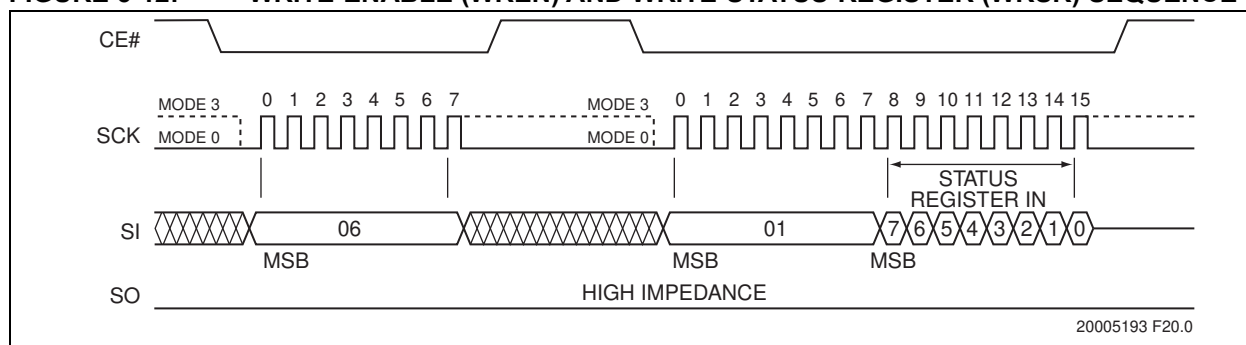 WRITE-ENABLE (WREN) AND WRITE-STATUS-REGISTER (WRSR) SEQUENCE
CE#
MODE 3 0 1 2 3 4 5 6 7 MODE 3 0 1 2 3 4 5 6 7 8 9 10 11 12 13 14 15
SCK MODE 0 MODE 0
STATUS
REGISTER IN
SI 06 01 7 6 5 4 3 2 1 0
MSB MSB MSB
SO HIGH IMPEDANCE
20005193 F20.0